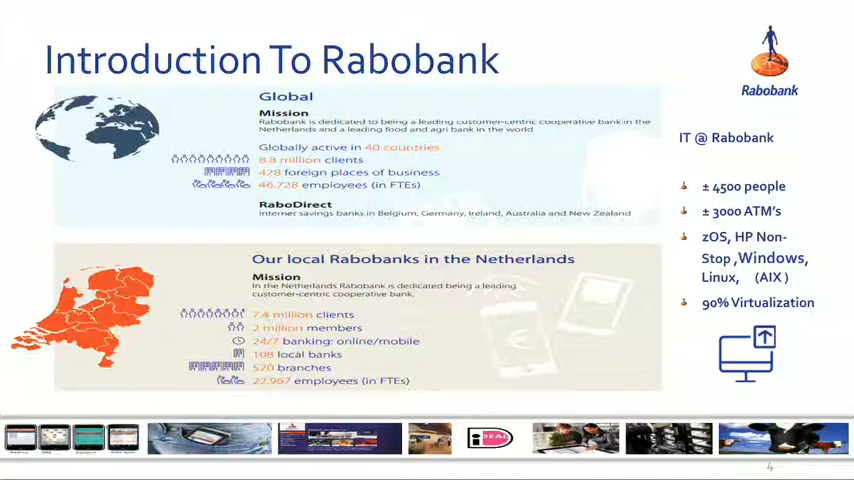 Introduction To Rabobank
Rabobank
Global
Mission
Rabobank is dedicated to being a leading customer-centric cooperative bank in the
Netherlands and a leading food and agri bank in the world
Globally active in 40 countries
8.8 million clients
428 foreign places of business
46.728 employees (in FTEs)
RaboDirect
Internet savings banks in Belgium, Germany, Ireland, Australia and New Zealand
Our local Rabobanks in the Netherlands
Mission
In the Netherlands Rabobank is dedicated being a leading
customer-centric cooperative bank.
7.4 million clients
2 million members
24/7 banking: online/mobile
108 local banks
520 branches
22.967 employees (in FTEs)
IT @ Rabobank
± 4500 people
± 3000 ATM's
zOS, HP Non-
Stop ,Windows,
Linux, (AIX )
90% Virtualization
iDEAL
4